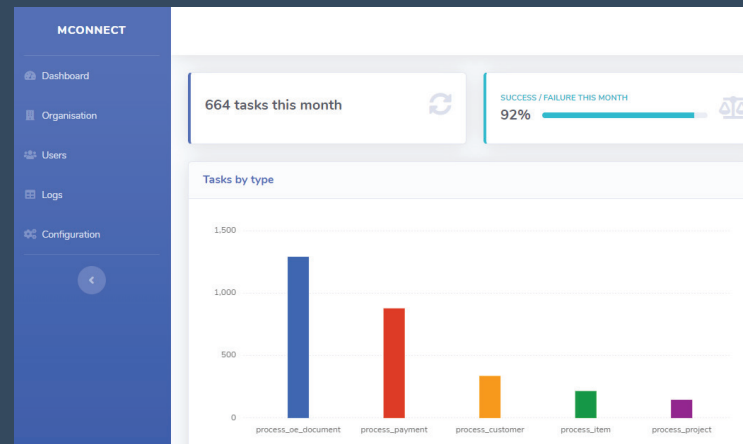 MCONNECT
Dashboard
Organisation
Users
Logs
Configuration
664 tasks this month
SUCCESS / FAILURE THIS MONTH
92%
Tasks by type
1,500
1,000
500
0
process_oe_document process_payment process_customer process_item process_project